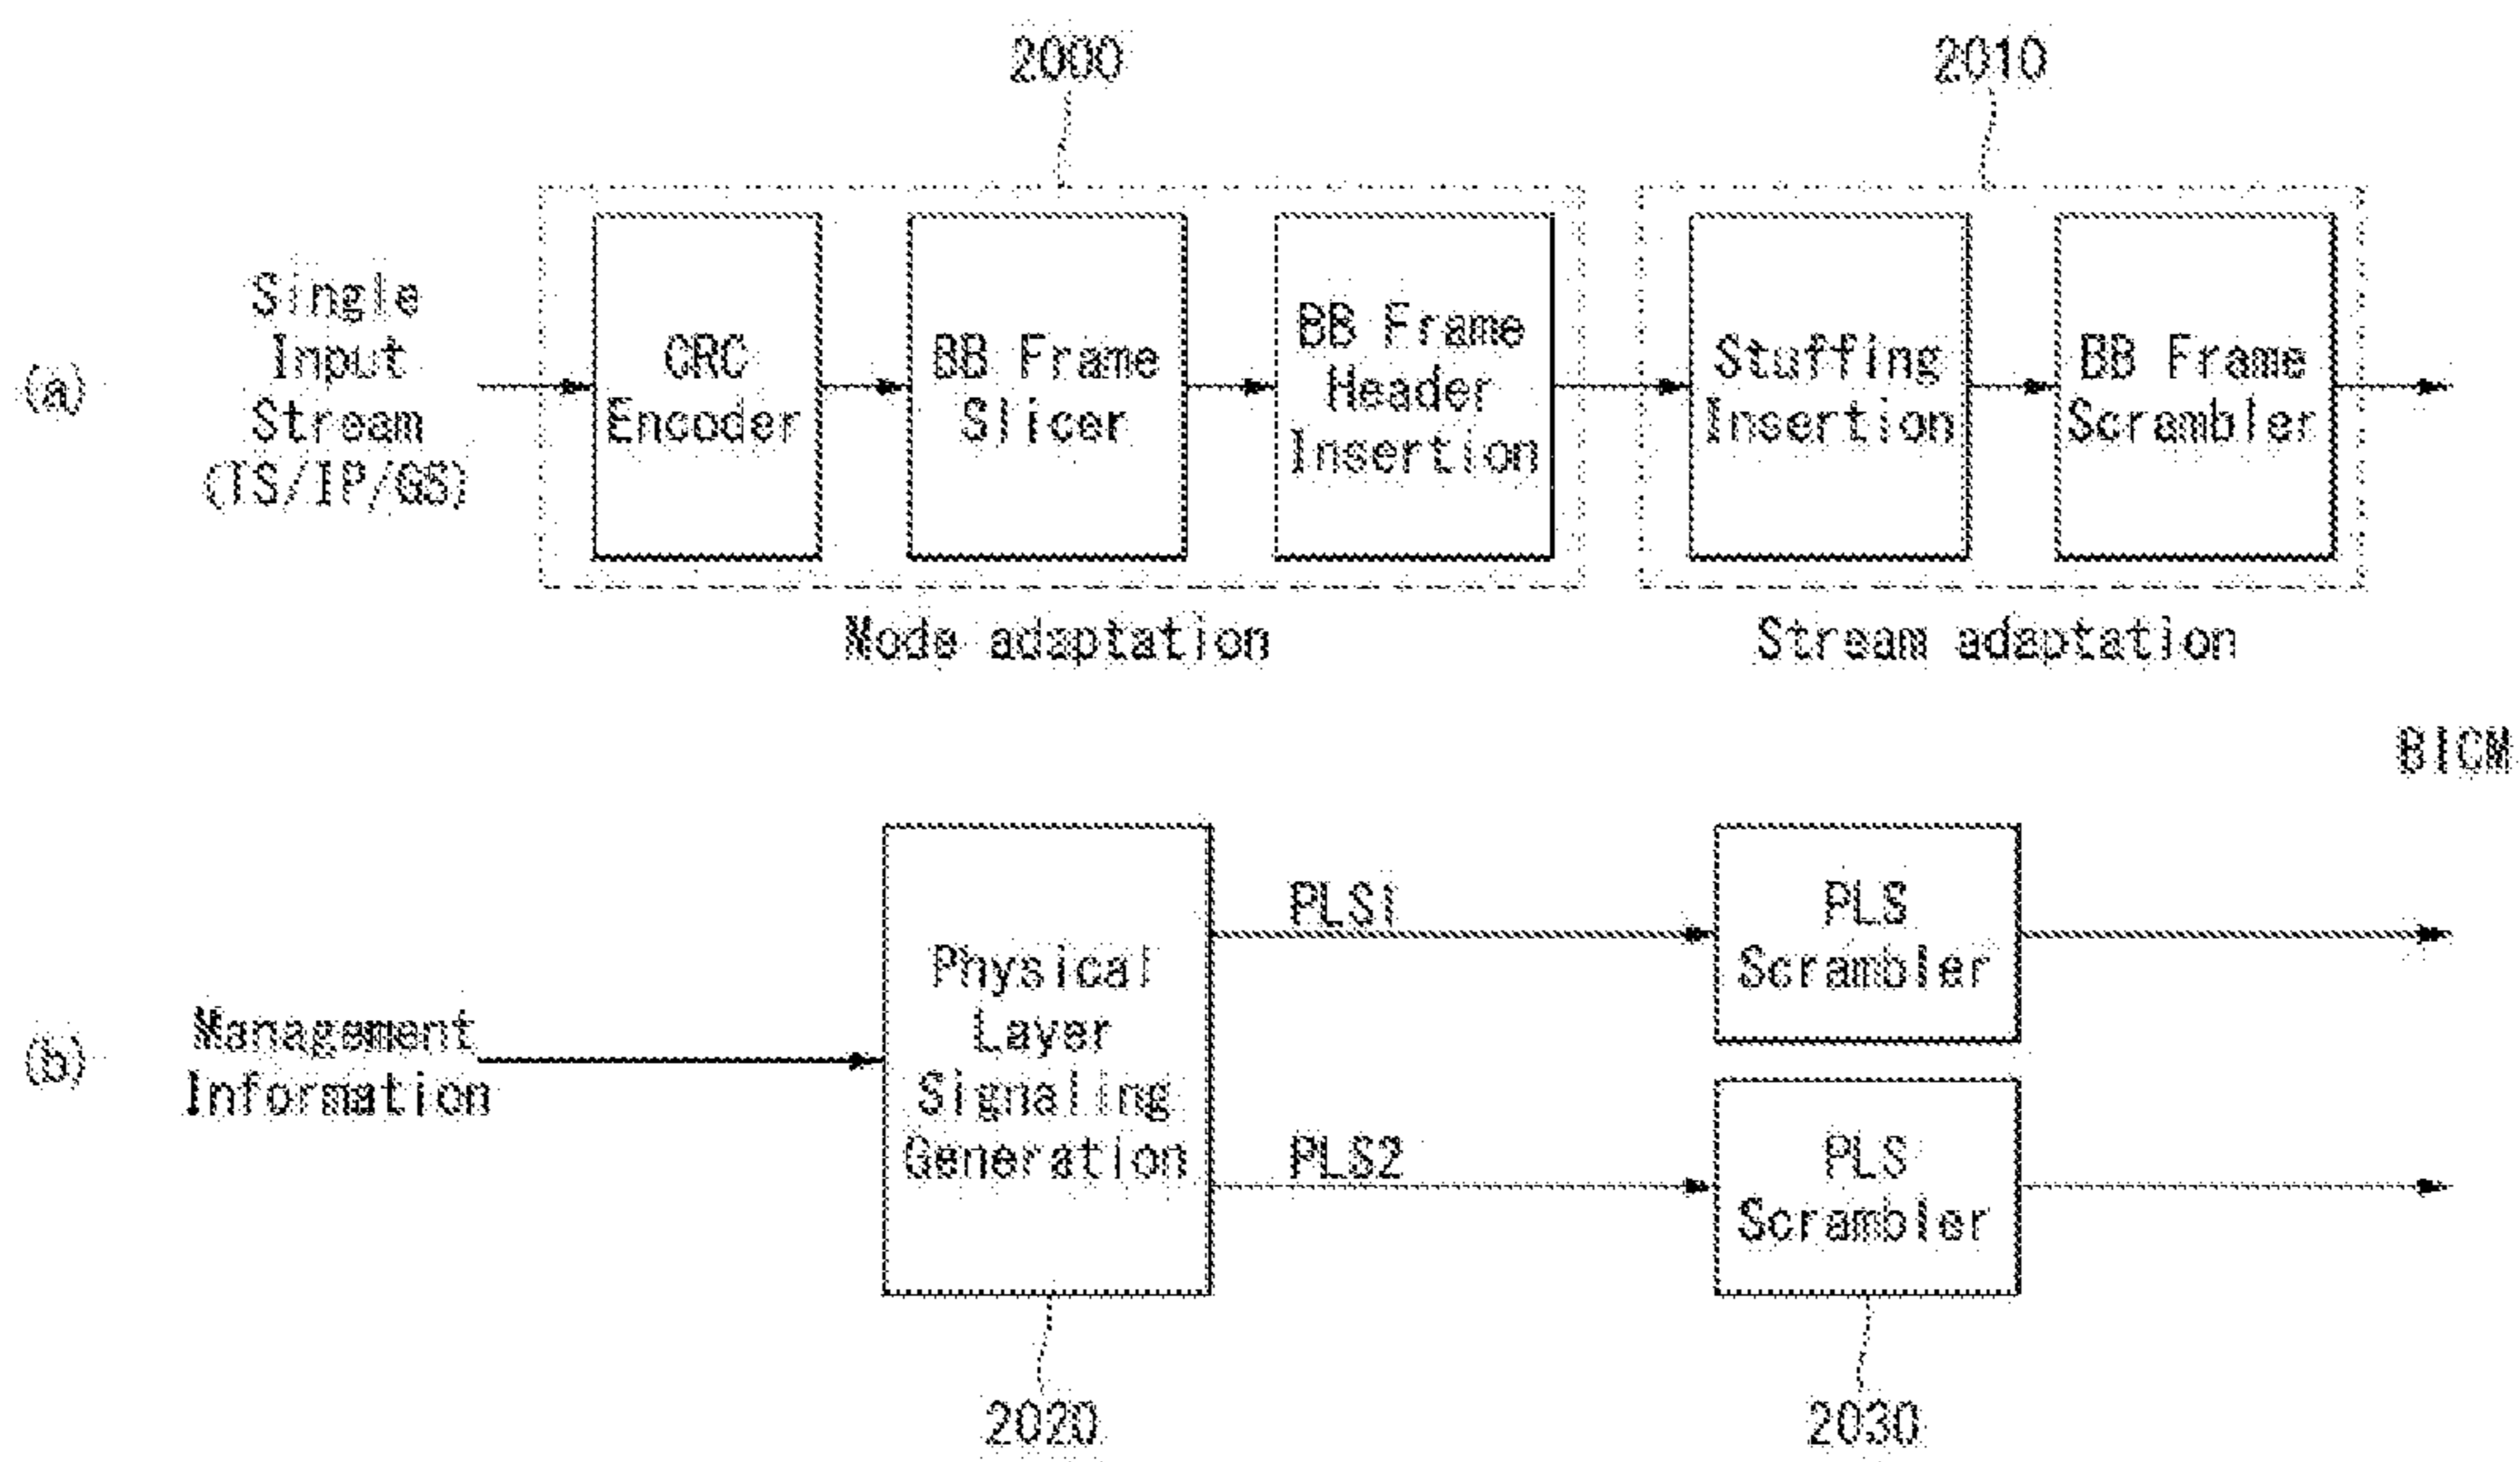 2000
2010
(a)
Single
Input
Stream
(TS/IP/GS)
CRC
Encoder
BB Frame
Slicer
BB Frame
Header
Insertion
Stuffing
Insertion
BB Frame
Scrambler
Mode adaptation
Stream adaptation
BICM
(b)
Management
Information
Physical
Layer
Signaling
Generation
PLS1
PLS2
PLS
Scrambler
PLS
Scrambler
2020
2030